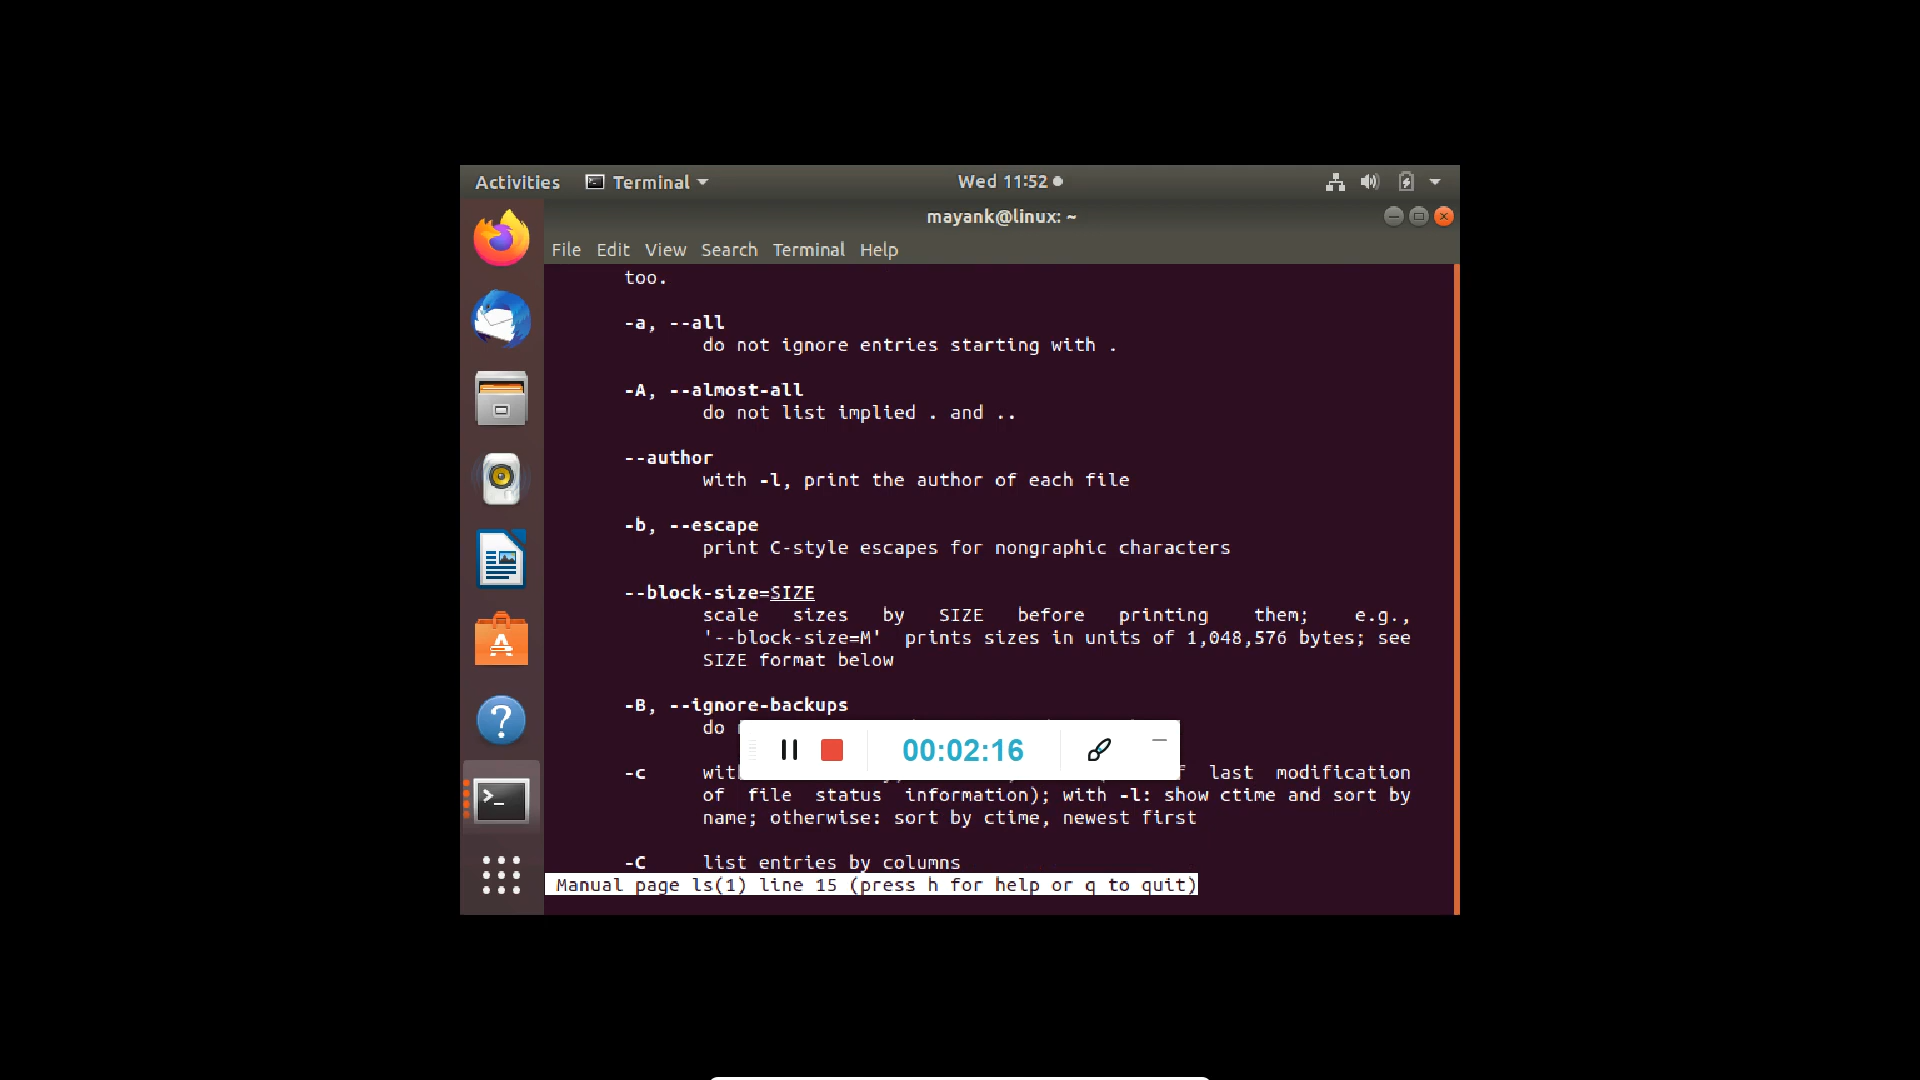 Activities Terminal Wed 11:52
mayank@linux: ~
File Edit View Search Terminal Help
too.
-a, --all
do not ignore entries starting with .
-A, --almost-all
do not list implied . and ..
--author
with -l, print the author of each file
-b, --escape
print C-style escapes for nongraphic characters
--block-size=SIZE
scale sizes by SIZE before printing them; e.g.,
'--block-size=M' prints sizes in units of 1,048,576 bytes; see
SIZE format below
-B, --ignore-backups
do
00:02:16
-c last modification
of file status information); with -l: show ctime and sort by
name; otherwise: sort by ctime, newest first
-C list entries by columns
Manual page ls(1) line 15 (press h for help or q to quit)